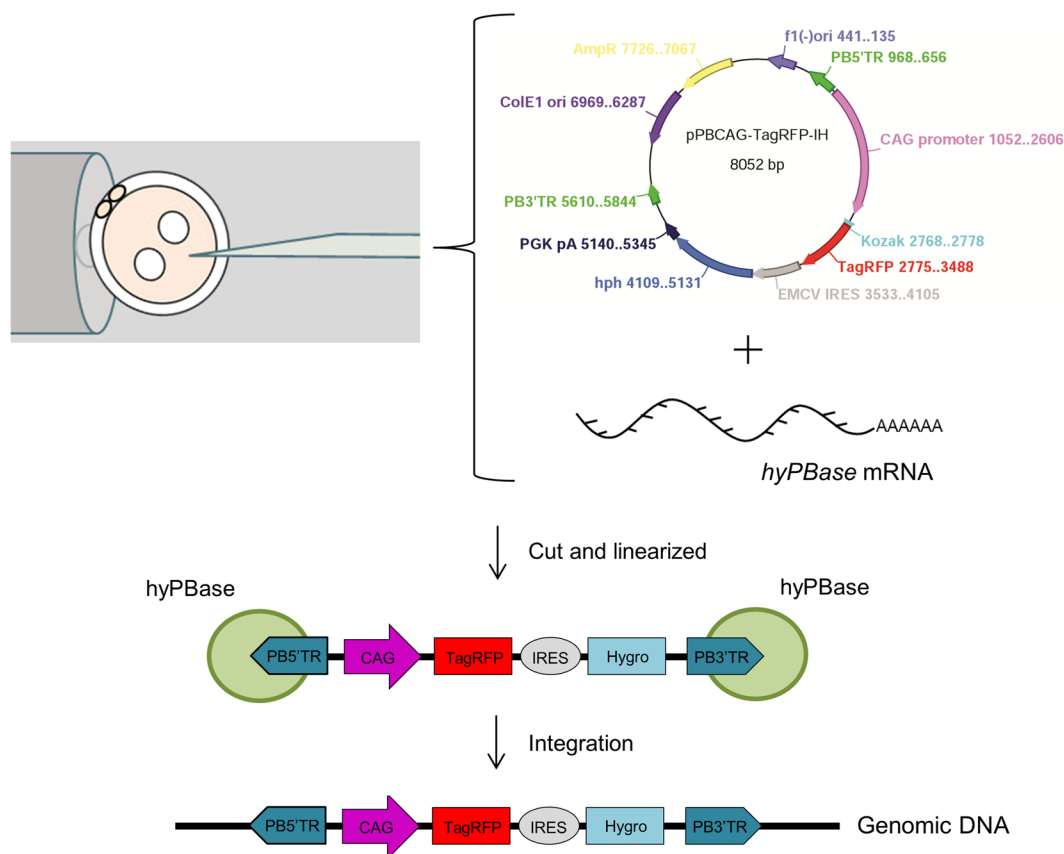 f1(-)ori 441..135
AmpR 7726..7067
PB5'TR 968..656
ColE1 ori 6969..6287
pPBCAG-TagRFP-IH
8052 bp
CAG promoter 1052..2606
PB3'TR 5610..5844
PGK pA 5140..5345
Kozak 2768..2778
TagRFP 2775..3488
hph 4109..5131
EMCV IRES 3533..4105
+
AAAAAA
hyPBase mRNA
Cut and linearized
hyPBase
hyPBase
PB5'TR CAG TagRFP IRES Hygro PB3'TR
Integration
PB5'TR CAG TagRFP IRES Hygro PB3'TR
Genomic DNA